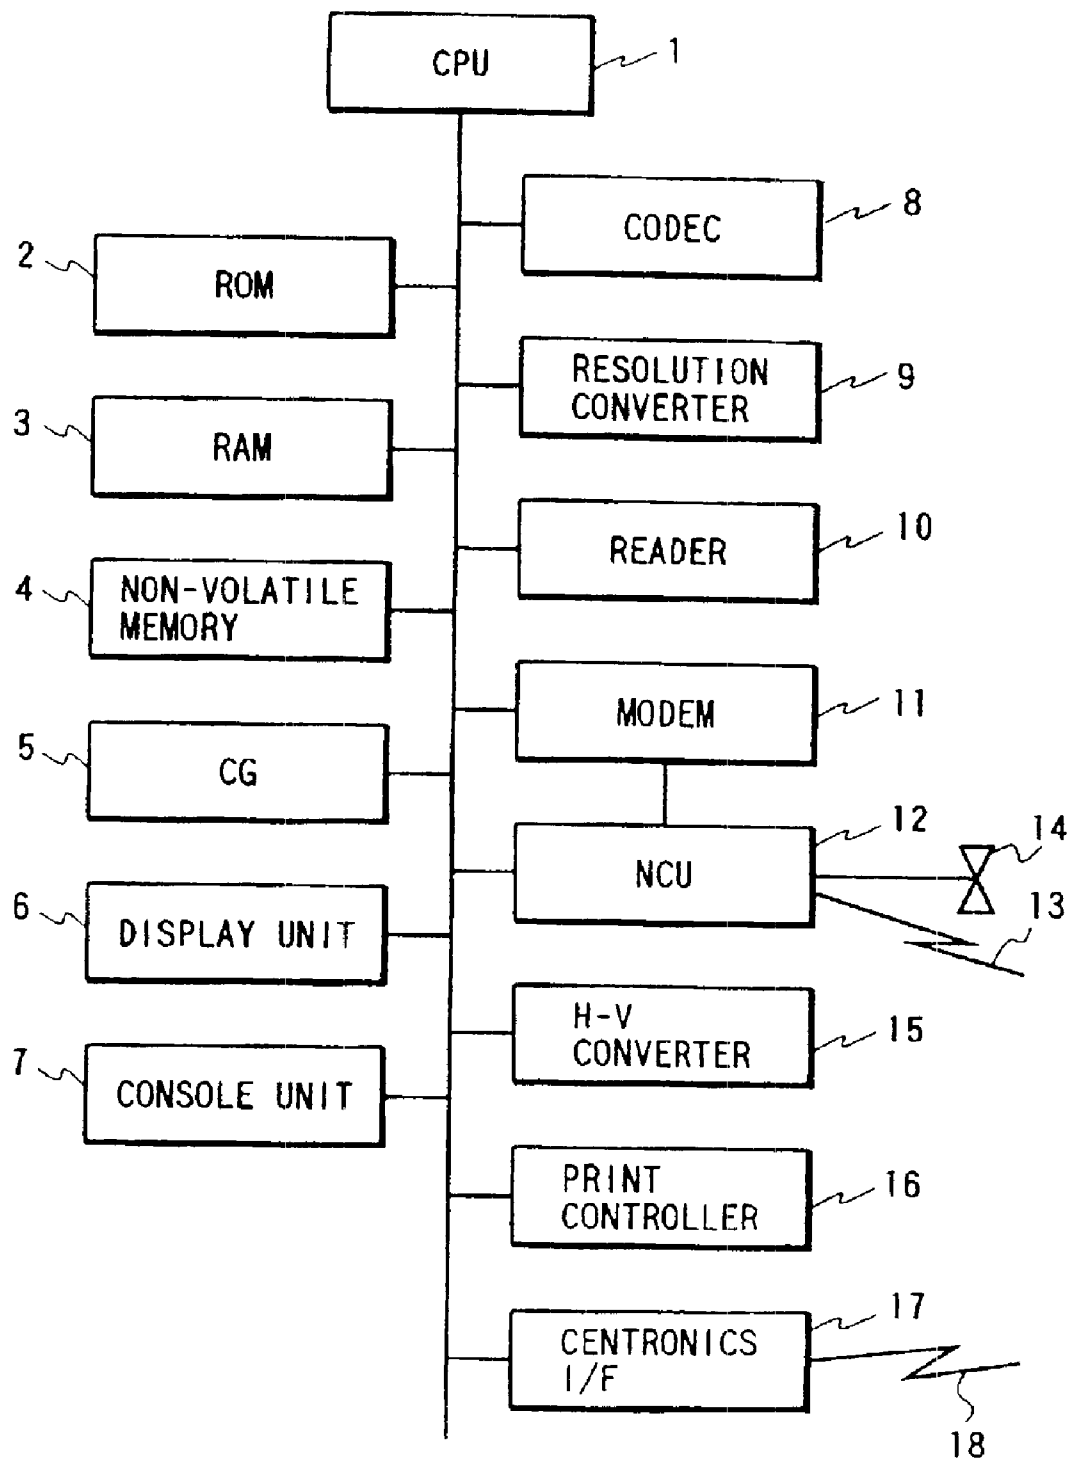 CPU
1
CODEC
8
2
ROM
RESOLUTION
CONVERTER
9
3
RAM
READER
10
4
NON-VOLATILE
MEMORY
MODEM
11
5
CG
NCU
12
14
13
6
DISPLAY UNIT
H-V
CONVERTER
15
7
CONSOLE UNIT
PRINT
CONTROLLER
16
CENTRONICS
I/F
17
18